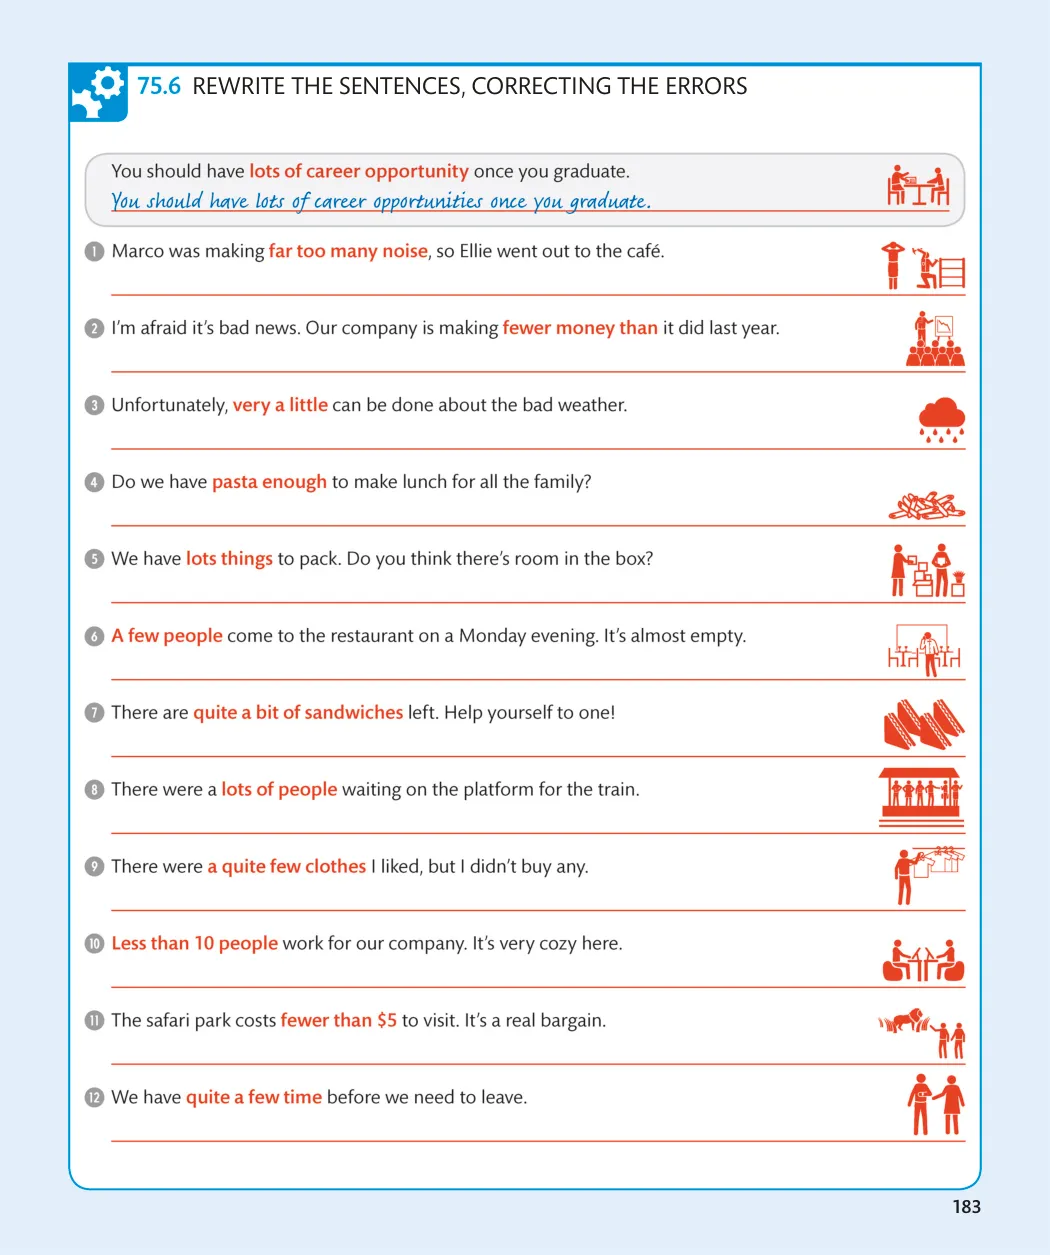 75.6 REWRITE THE SENTENCES, CORRECTING THE ERRORS
You should have lots of career opportunity once you graduate.
You should have lots of career opportunities once you graduate.
1 Marco was making far too many noise, so Ellie went out to the café.
2 I'm afraid it's bad news. Our company is making fewer money than it did last year.
3 Unfortunately, very a little can be done about the bad weather.
4 Do we have pasta enough to make lunch for all the family?
5 We have lots things to pack. Do you think there's room in the box?
6 A few people come to the restaurant on a Monday evening. It's almost empty.
7 There are quite a bit of sandwiches left. Help yourself to one!
8 There were a lots of people waiting on the platform for the train.
9 There were a quite few clothes I liked, but I didn't buy any.
10 Less than 10 people work for our company. It's very cozy here.
11 The safari park costs fewer than $5 to visit. It's a real bargain.
12 We have quite a few time before we need to leave.
183